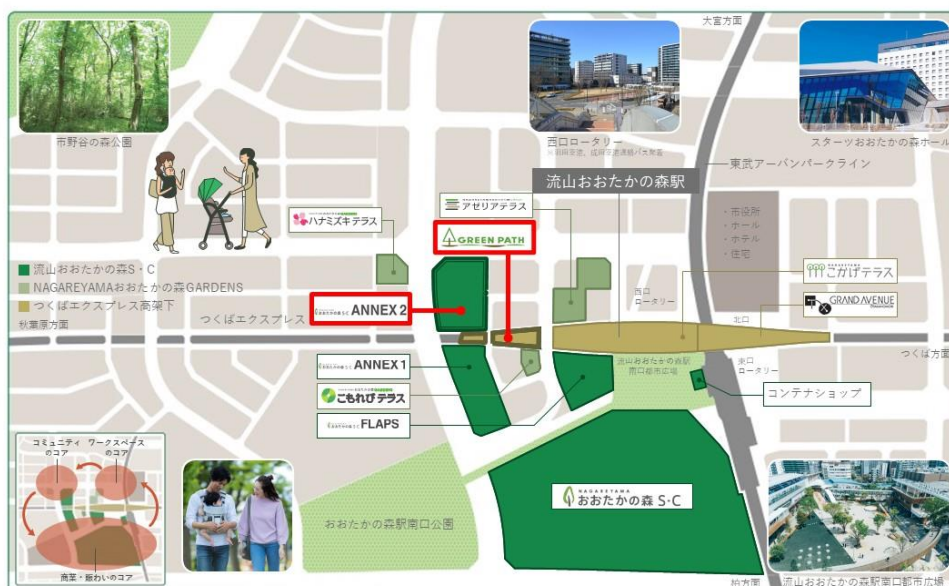 大宮方面
市野谷の森公園
西口ロータリー
スターツおおたかの森ホール
東武アーバンパークライン
流山おおたかの森駅
アゼリアテラス
ハナミズキテラス
GREEN PATH
・市役所
・ホール
・ホテル
・住宅
流山おおたかの森S・C
NAGAREYAMAおおたかの森GARDENS
つくばエクスプレス高架下
こかげテラス
GRAND AVENUE
西口
ロータリー
ANNEX2
秋葉原方面
つくばエクスプレス
北口
つくば方面
ANNEX1
流山おおたかの森駅
南口都市広場
東口
ロータリー
こもれびテラス
コンテナショップ
FLAPS
コミュニティ
のコア
ワークスペース
のコア
NAGAREYAMA
おおたかの森 S・C
おおたかの森駅南口公園
商業・賑わいのコア
柏方面
流山おおたかの森駅南口都市広場